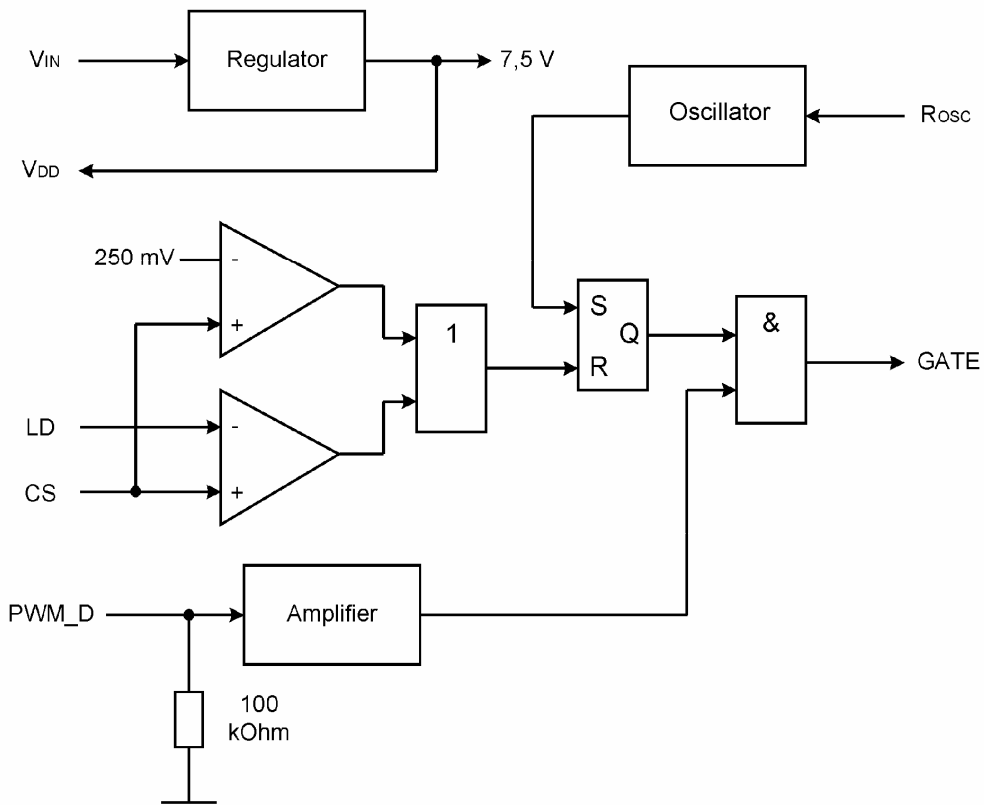 VIN
Regulator
7,5 V
Oscillator
ROSC
VDD
250 mV
-
+
1
S
Q
R
&
GATE
LD
-
CS
+
PWM_D
Amplifier
100
kOhm